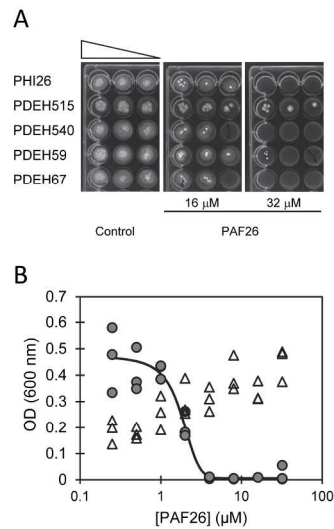 A
PHI26
PDEH515
PDEH540
PDEH59
PDEH67
16 µM
32 µM
Control
PAF26
B
0.7
0.6
0.5
0.4
0.3
0.2
0.1
0
OD (600 nm)
0.1
1
10
100
[PAF26] (µM)